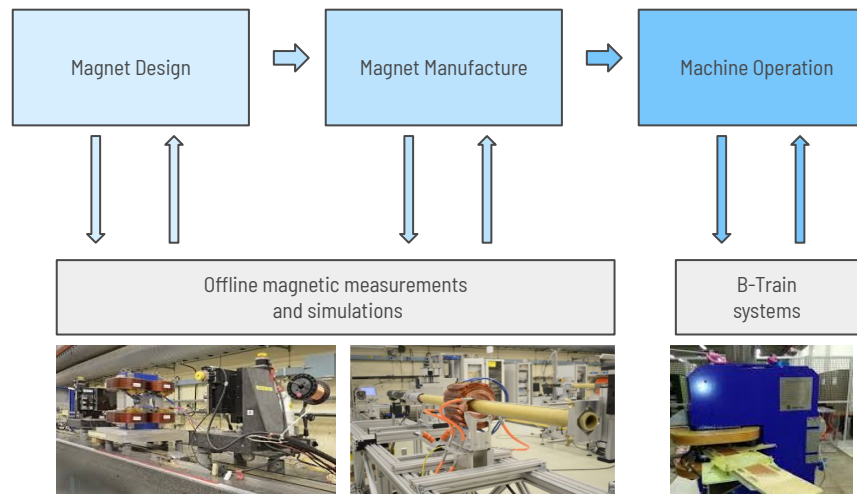 Magnet Design
Magnet Manufacture
Machine Operation
Offline magnetic measurements
and simulations
B-Train
systems